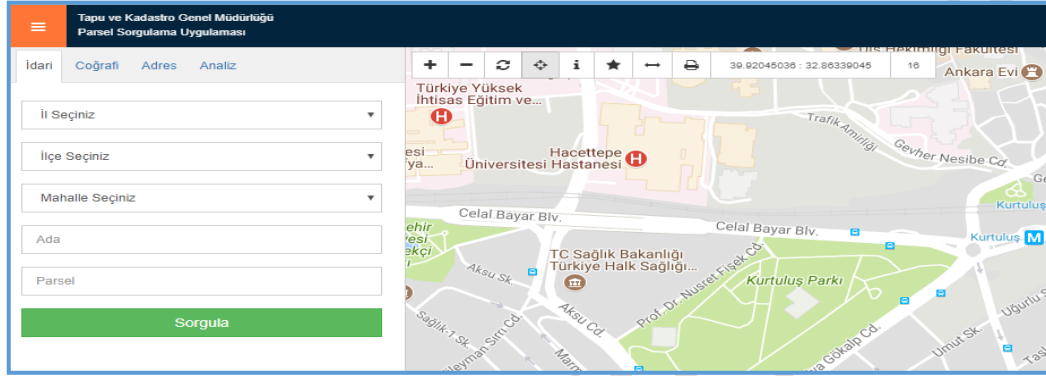 Tapu ve Kadastro Genel Müdürlüğü
Parsel Sorgulama Uygulaması
İdari
Coğrafi
Adres
Analiz
İl Seçiniz
İlçe Seçiniz
Mahalle Seçiniz
Ada
Parsel
Sorgula
39.92045036 : 32.86339045
16
Diş Hekimliği Fakültesi
Ankara Evi
Türkiye Yüksek
İhtisas Eğitim ve...
H
Trafik Amirliği
Gevher Nesibe Cd.
Hacettepe
Üniversitesi Hastanesi
H
Kurtuluş
Celal Bayar Blv.
Celal Bayar Blv.
Kurtuluş M
TC Sağlık Bakanlığı
Türkiye Halk Sağlığı...
Aksu Sk.
Prof. Dr. Nusret Fişek Cd.
Kurtuluş Parkı
Aksu Cd.
Sağlık-1 Sk.
Umut Sk.